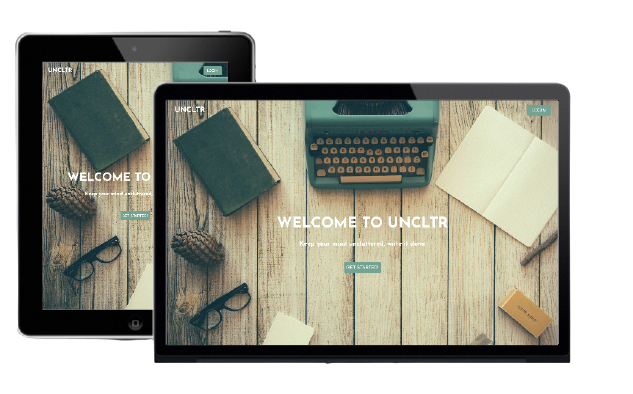 UNCLTR
LOGIN
WELCOME TO
Keep your mind uncluttered
GET STARTED
UNCLTR
LOGIN
WELCOME TO UNCLTR
Keep your mind uncluttered, write it down
GET STARTED